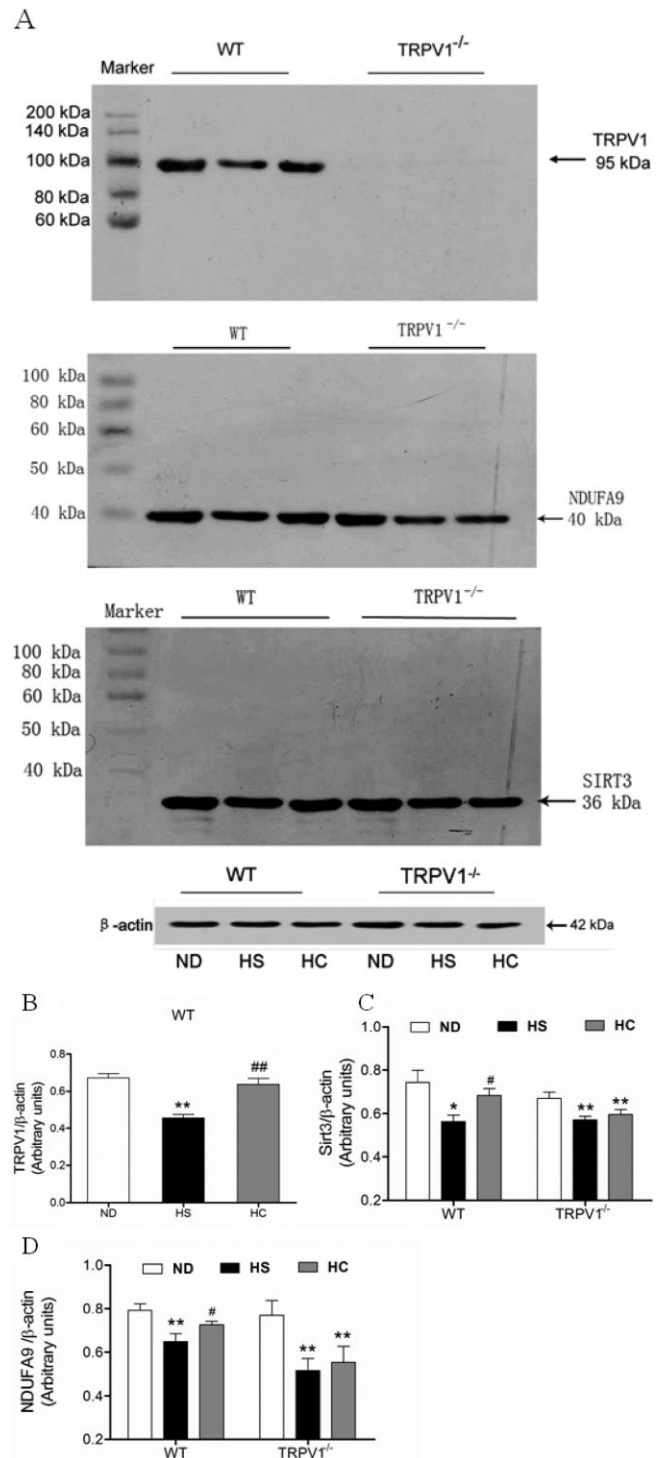 A
WT TRPV1-/-
Marker
200 kDa
140 kDa
100 kDa
80 kDa
60 kDa
TRPV1
95 kDa
WT TRPV1 -/-
100 kDa
80 kDa
60 kDa
50 kDa
40 kDa
NDUFA9
40 kDa
WT TRPV1-/-
Marker
100 kDa
80 kDa
60 kDa
50 kDa
40 kDa
SIRT3
36 kDa
WT TRPV1-/-
β-actin 42 kDa
ND HS HC ND HS HC
B
WT
TRPV1/β-actin
(Arbitrary units)
0.8
0.6
0.4
0.2
0.0
**
##
ND HS HC
C
ND HS HC
Sirt3/β-actin
(Arbitrary units)
1.0
0.8
0.6
0.4
0.2
*
#
**
**
WT TRPV1-/-
D
ND HS HC
NDUFA9 /β-actin
(Arbitrary units)
1.0
0.8
0.6
0.4
0.2
**
#
**
**
WT TRPV1-/-